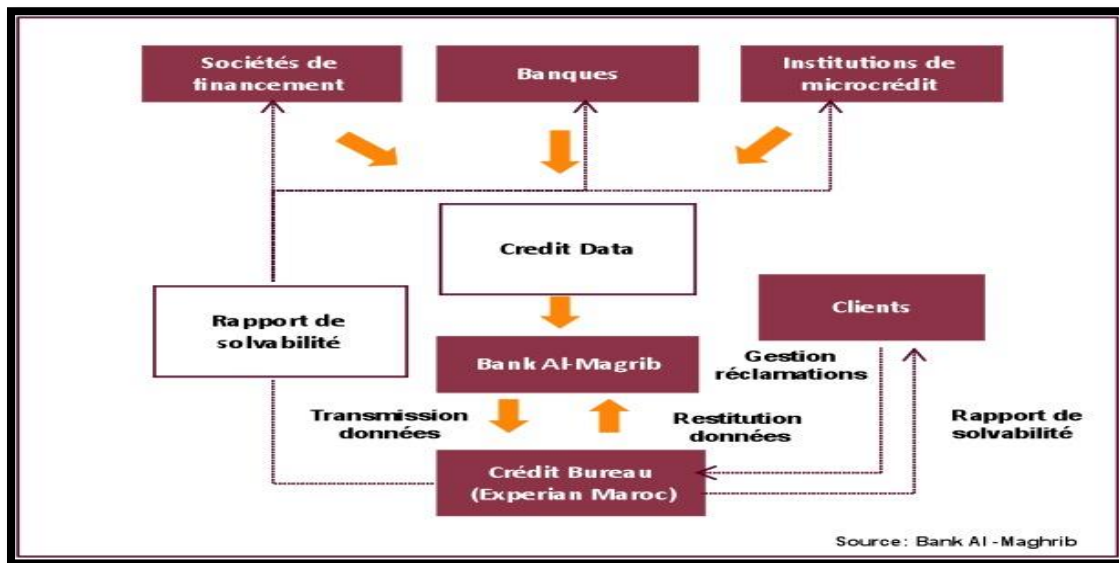 Sociétés de
financement
Banques
Institutions de
microcrédit
Credit Data
Rapport de
solvabilité
Clients
Bank Al-Magrib
Gestion
réclamations
Transmission
données
Restitution
données
Rapport de
solvabilité
Crédit Bureau
(Experian Maroc)
Source: Bank Al-Maghrib